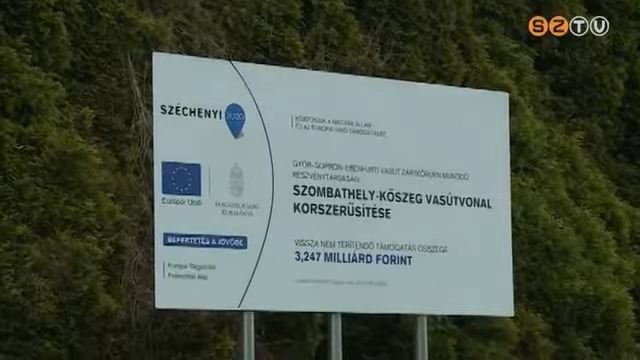 SZTV
SZÉCHENYI 2020
KÖSZÖNJÜK A MAGYAR ÁLLAM
ÉS AZ EURÓPAI UNIÓ TÁMOGATÁSÁT.
GYŐR-SOPRON-EBENFURTI VASÚT ZÁRTKÖRŰEN MŰKÖDŐ
RÉSZVÉNYTÁRSASÁG
SZOMBATHELY-KŐSZEG VASÚTVONAL
KORSZERŰSÍTÉSE
VISSZA NEM TÉRÍTENDŐ TÁMOGATÁS ÖSSZEGE
3,247 MILLIÁRD FORINT
Európai Unió
MAGYARORSZÁG
KORMÁNYA
BEFEKTETÉS A JÖVŐBE
Európai Regionális
Fejlesztési Alap